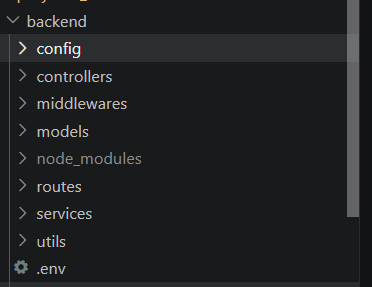 backend
config
controllers
middlewares
models
node_modules
routes
services
utils
.env